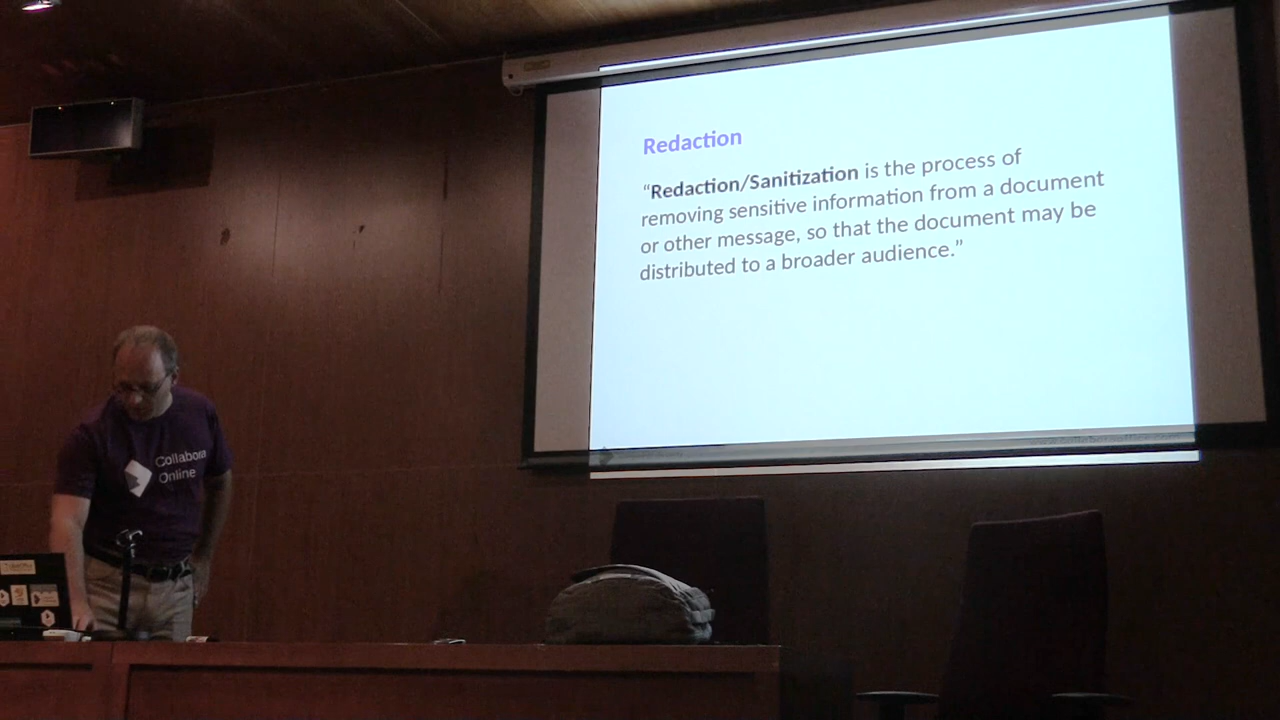 Redaction
“Redaction/Sanitization is the process of
removing sensitive information from a document
or other message, so that the document may be
distributed to a broader audience.”
Collabora
Online